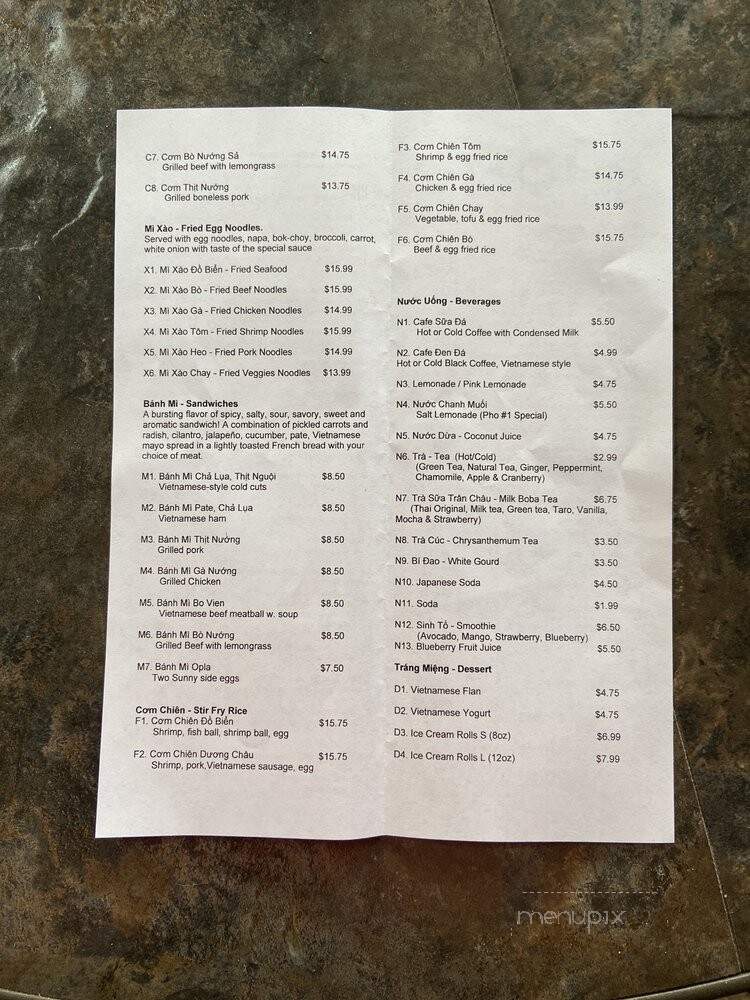 C7. Cơm Bò Nướng Sả $14.75
Grilled beef with lemongrass
C8. Cơm Thịt Nướng $13.75
Grilled boneless pork
Mì Xào - Fried Egg Noodles.
Served with egg noodles, napa, bok-choy, broccoli, carrot,
white onion with taste of the special sauce
X1. Mì Xào Đồ Biển - Fried Seafood $15.99
X2. Mì Xào Bò - Fried Beef Noodles $15.99
X3. Mì Xào Gà - Fried Chicken Noodles $14.99
X4. Mì Xào Tôm - Fried Shrimp Noodles $15.99
X5. Mì Xào Heo - Fried Pork Noodles $14.99
X6. Mì Xào Chay - Fried Veggies Noodles $13.99
Bánh Mì - Sandwiches
A bursting flavor of spicy, salty, sour, savory, sweet and
aromatic sandwich! A combination of pickled carrots and
radish, cilantro, jalapeño, cucumber, pate, Vietnamese
mayo spread in a lightly toasted French bread with your
choice of meat.
M1. Bánh Mì Chả Lụa, Thịt Nguội $8.50
Vietnamese-style cold cuts
M2. Bánh Mì Pate, Chả Lụa $8.50
Vietnamese ham
M3. Bánh Mì Thịt Nướng $8.50
Grilled pork
M4. Bánh Mì Gà Nướng $8.50
Grilled Chicken
M5. Bánh Mì Bo Vien $8.50
Vietnamese beef meatball w. soup
M6. Bánh Mì Bò Nướng $8.50
Grilled Beef with lemongrass
M7. Bánh Mì Opla $7.50
Two Sunny side eggs
Cơm Chiên - Stir Fry Rice
F1. Cơm Chiên Đồ Biển $15.75
Shrimp, fish ball, shrimp ball, egg
F2. Cơm Chiên Dương Châu $15.75
Shrimp, pork,Vietnamese sausage, egg
F3. Cơm Chiên Tôm $15.75
Shrimp & egg fried rice
F4. Cơm Chiên Gà $14.75
Chicken & egg fried rice
F5. Cơm Chiên Chay $13.99
Vegetable, tofu & egg fried rice
F6. Cơm Chiên Bò $15.75
Beef & egg fried rice
Nước Uống - Beverages
N1. Cafe Sữa Đá $5.50
Hot or Cold Coffee with Condensed Milk
N2. Cafe Đen Đá $4.99
Hot or Cold Black Coffee, Vietnamese style
N3. Lemonade / Pink Lemonade $4.75
N4. Nước Chanh Muối $5.50
Salt Lemonade (Pho #1 Special)
N5. Nước Dừa - Coconut Juice $4.75
N6. Trà - Tea (Hot/Cold) $2.99
(Green Tea, Natural Tea, Ginger, Peppermint,
Chamomile, Apple & Cranberry)
N7. Trà Sữa Trân Châu - Milk Boba Tea $6.75
(Thai Original, Milk tea, Green tea, Taro, Vanilla,
Mocha & Strawberry)
N8. Trà Cúc - Chrysanthemum Tea $3.50
N9. Bí Đao - White Gourd $3.50
N10. Japanese Soda $4.50
N11. Soda $1.99
N12. Sinh Tố - Smoothie $6.50
(Avocado, Mango, Strawberry, Blueberry)
N13. Blueberry Fruit Juice $5.50
Tráng Miệng - Dessert
D1. Vietnamese Flan $4.75
D2. Vietnamese Yogurt $4.75
D3. Ice Cream Rolls S (8oz) $6.99
D4. Ice Cream Rolls L (12oz) $7.99
menupix